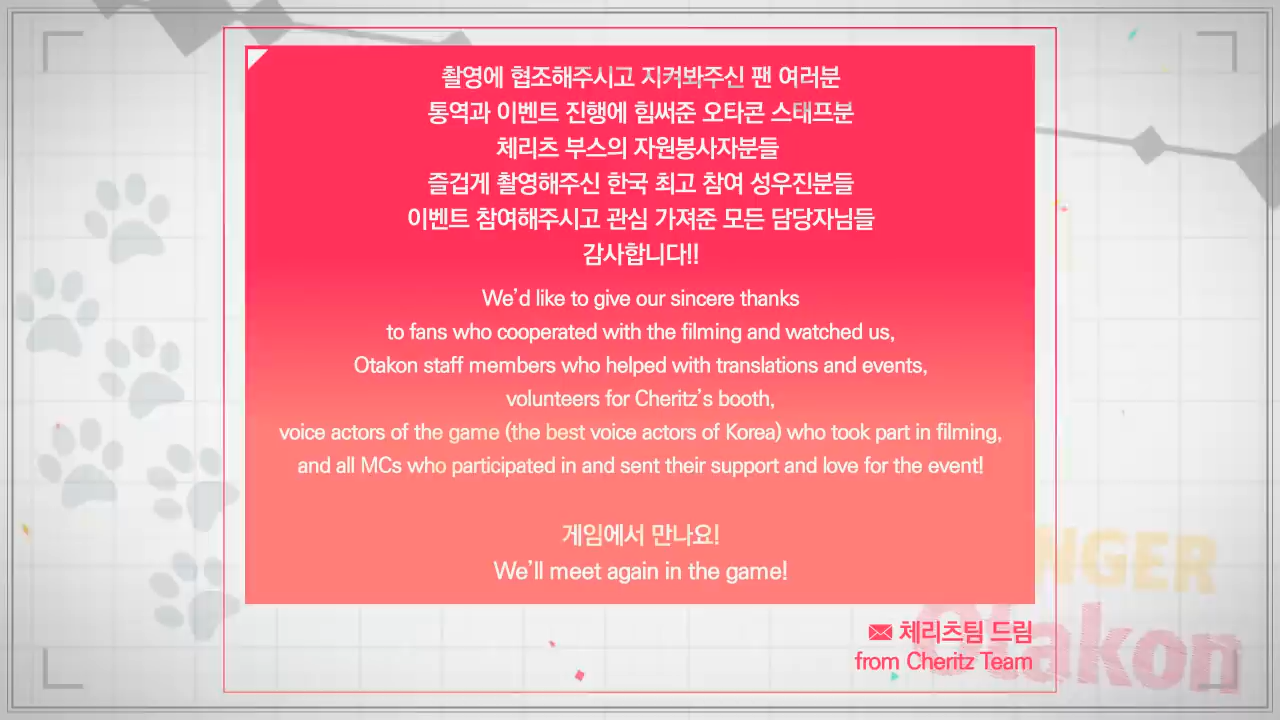 촬영에 협조해주시고 지켜봐주신 팬 여러분
통역과 이벤트 진행에 힘써준 오타콘 스태프분
체리츠 부스의 자원봉사자분들
즐겁게 촬영해주신 한국 최고 참여 성우진분들
이벤트 참여해주시고 관심 가져준 모든 담당자님들
감사합니다!!
We'd like to give our sincere thanks
to fans who cooperated with the filming and watched us,
Otakon staff members who helped with translations and events,
volunteers for Cheritz's booth,
voice actors of the game (the best voice actors of Korea) who took part in filming,
and all MCs who participated in and sent their support and love for the event!
게임에서 만나요!
We'll meet again in the game!
NGER
Otakon
체리츠팀 드림
from Cheritz Team